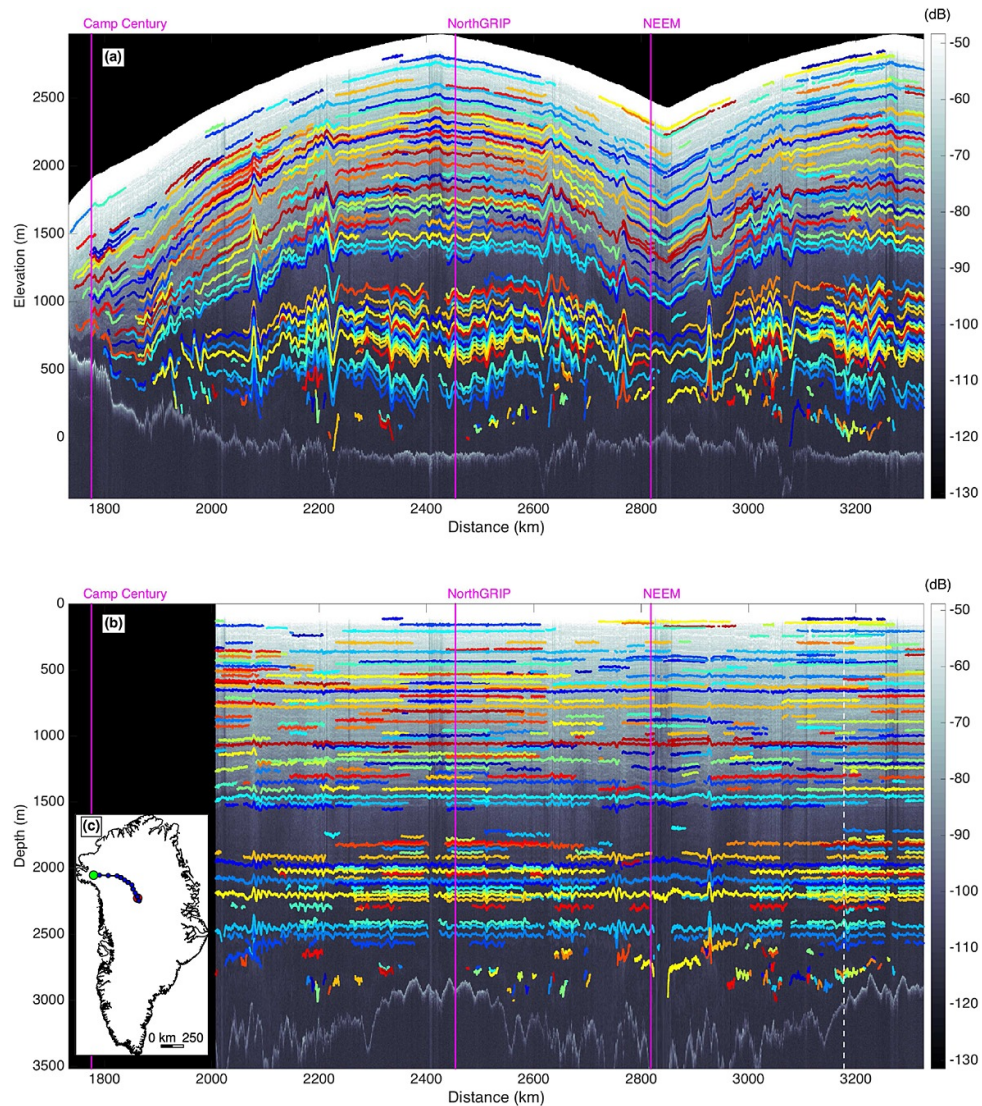 Camp Century NorthGRIP NEEM (dB)
(a)
Elevation (m)
2500
2000
1500
1000
500
0
-50
-60
-70
-80
-90
-100
-110
-120
-130
1800 2000 2200 2400 2600 2800 3000 3200
Distance (km)
Camp Century NorthGRIP NEEM (dB)
(b)
Depth (m)
0
500
1000
1500
2000
2500
3000
3500
(c)
0 km 250
-50
-60
-70
-80
-90
-100
-110
-120
-130
1800 2000 2200 2400 2600 2800 3000 3200
Distance (km)